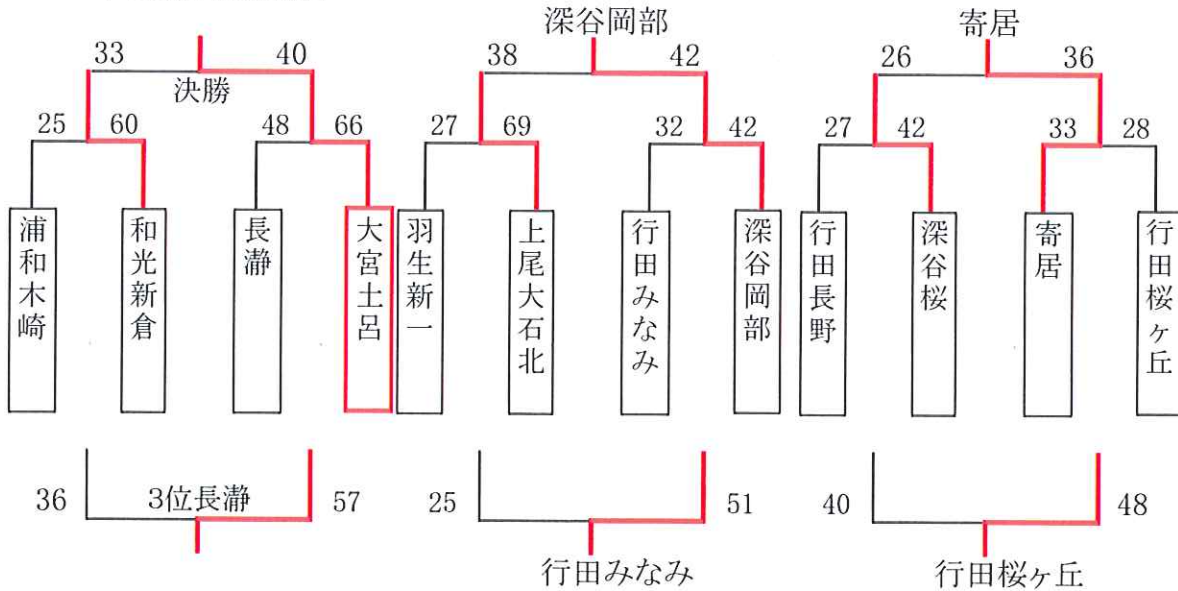 深谷岡部 寄居
33 40 38 42 26 36
決勝
25 60 48 66 27 69 32 42 27 42 33 28
浦和木崎
和光新倉
長瀞
大宮土呂
羽生新一
上尾大石北
行田みなみ
深谷岡部
行田長野
深谷桜
寄居
行田桜ヶ丘
36 3位長瀞 57 25 51 40 48
行田みなみ 行田桜ヶ丘